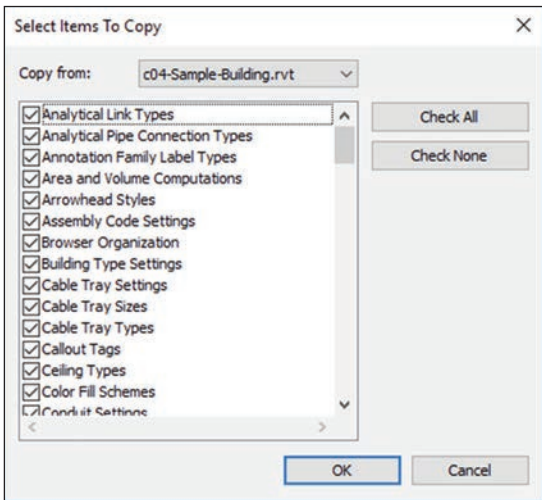 Select Items To Copy
Copy from: c04-Sample-Building.rvt
Analytical Link Types
Analytical Pipe Connection Types
Annotation Family Label Types
Area and Volume Computations
Arrowhead Styles
Assembly Code Settings
Browser Organization
Building Type Settings
Cable Tray Settings
Cable Tray Sizes
Cable Tray Types
Callout Tags
Ceiling Types
Color Fill Schemes
Conduit Settings
Check All
Check None
OK Cancel